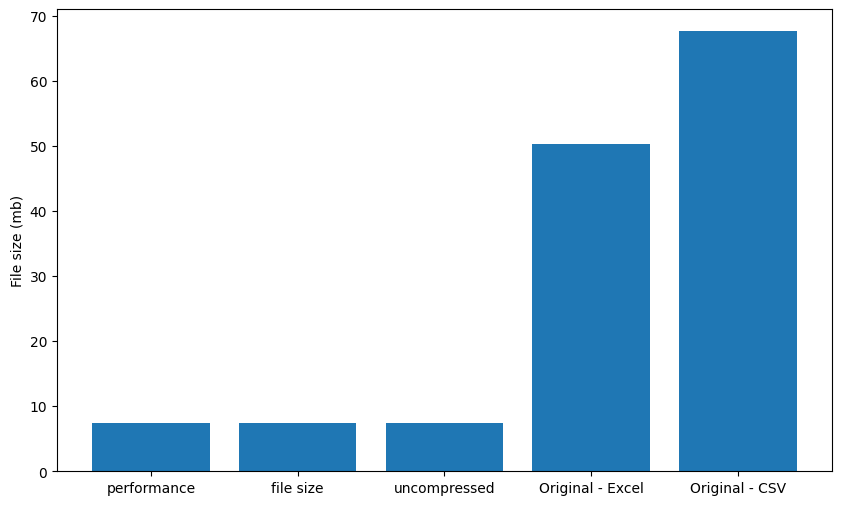 File size (mb)
70
60
50
40
30
20
10
0
performance
file size
uncompressed
Original - Excel
Original - CSV